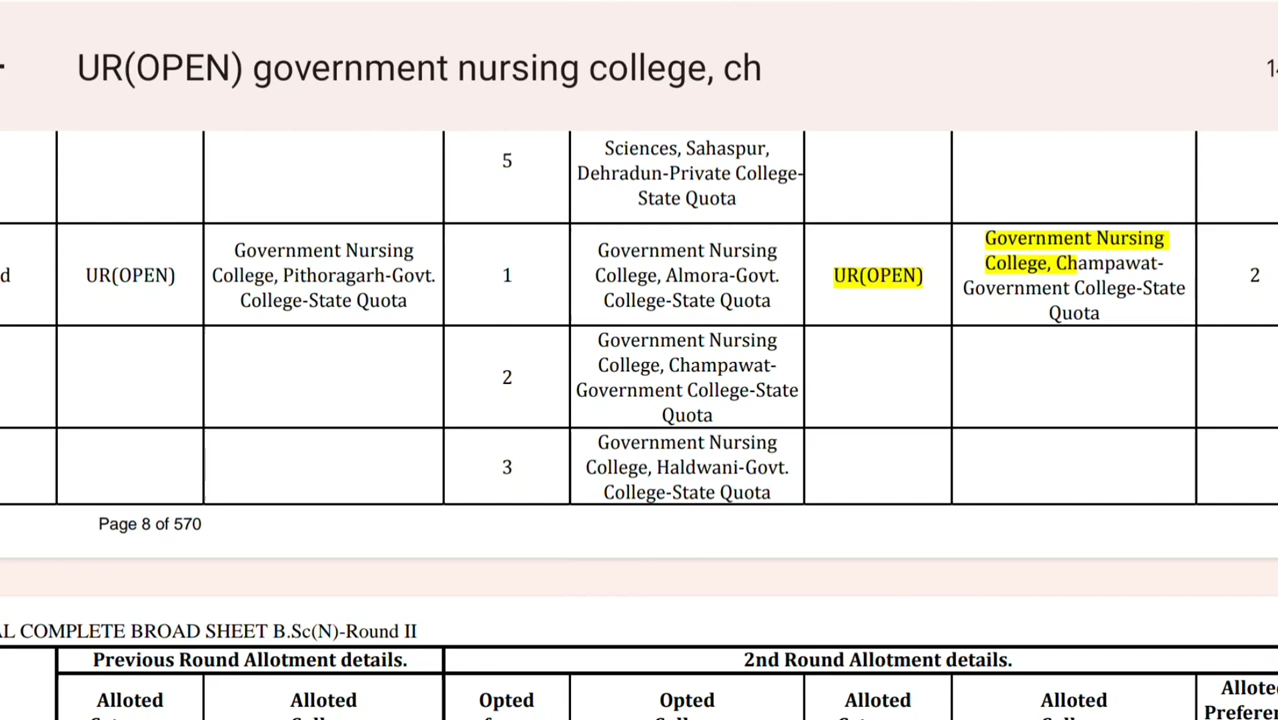 UR(OPEN) government nursing college, ch
5
Sciences, Sahaspur,
Dehradun-Private College-
State Quota
d
UR(OPEN)
Government Nursing
College, Pithoragarh-Govt.
College-State Quota
1
Government Nursing
College, Almora-Govt.
College-State Quota
UR(OPEN)
Government Nursing
College, Champawat-
Government College-State
Quota
2
2
Government Nursing
College, Champawat-
Government College-State
Quota
3
Government Nursing
College, Haldwani-Govt.
College-State Quota
Page 8 of 570
AL COMPLETE BROAD SHEET B.Sc(N)-Round II
Previous Round Allotment details.
2nd Round Allotment details.
Alloted
Alloted
Opted
Opted
Alloted
Alloted
Allote
Prefere